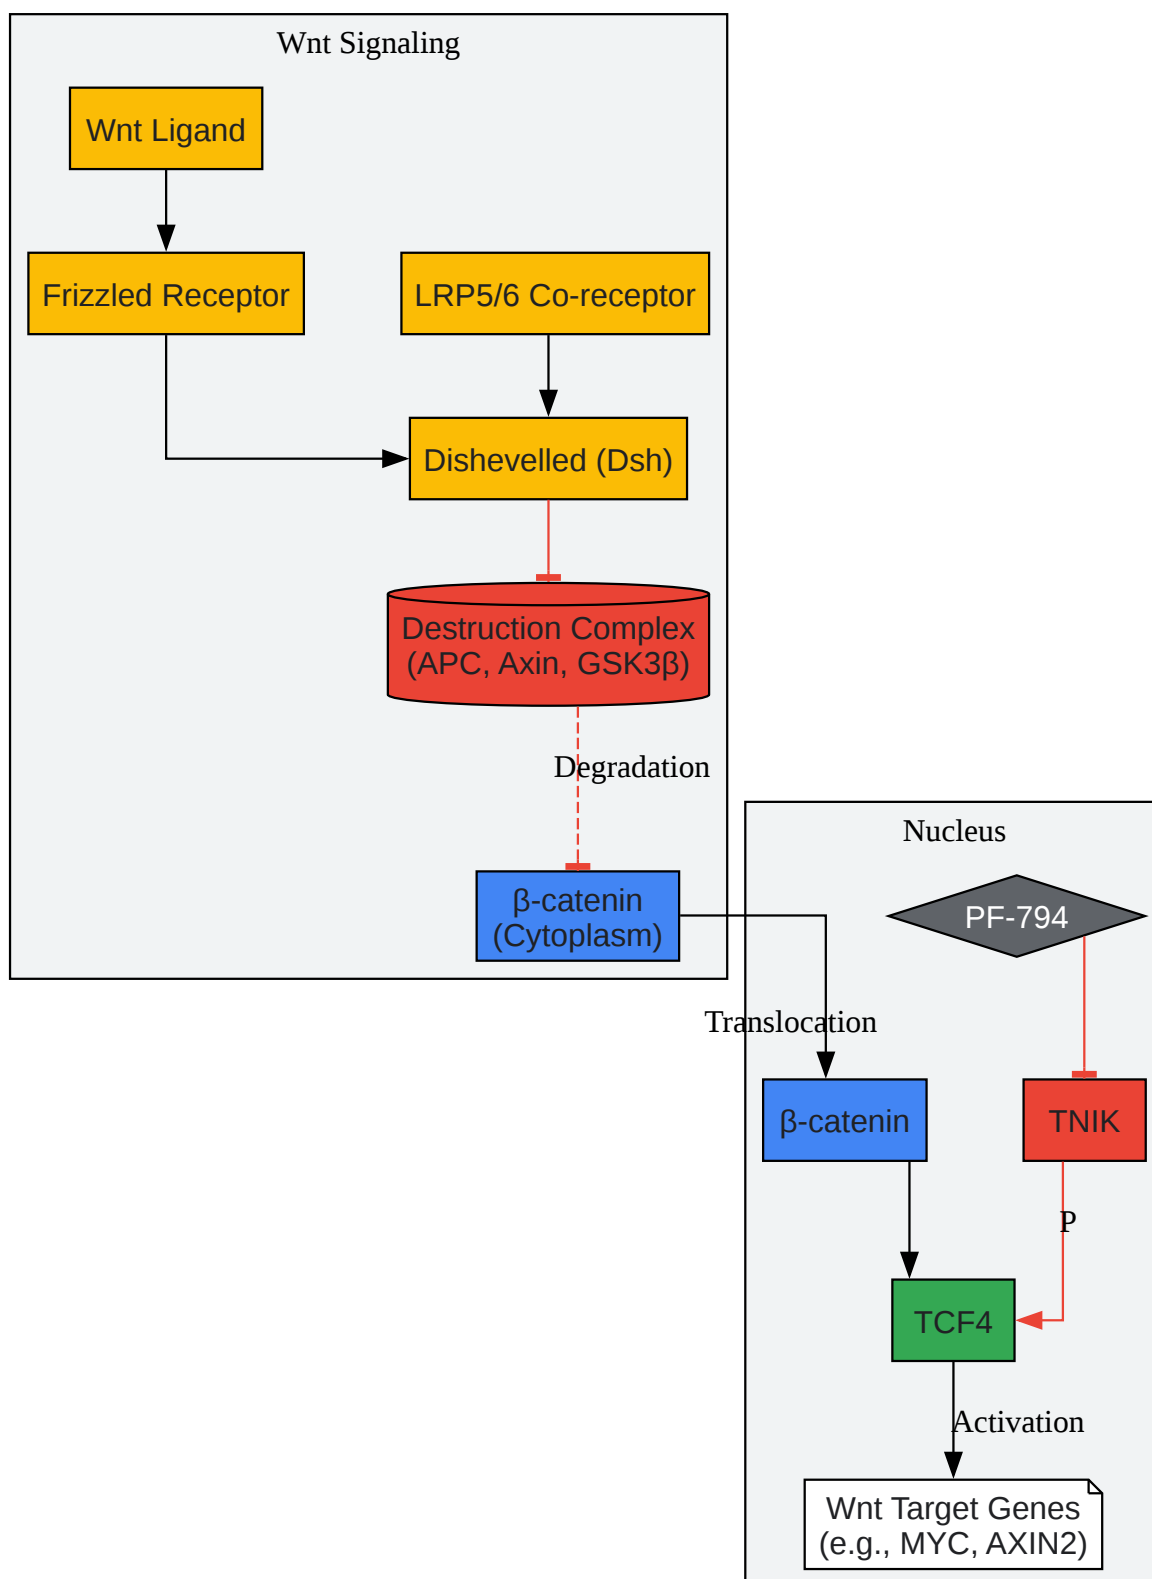 Wnt Signaling
Wnt Ligand
Frizzled Receptor
LRP5/6 Co-receptor
Dishevelled (Dsh)
Destruction Complex
(APC, Axin, GSK3β)
Degradation
β-catenin
(Cytoplasm)
Nucleus
PF-794
Translocation
β-catenin
TNIK
P
TCF4
Activation
Wnt Target Genes
(e.g., MYC, AXIN2)